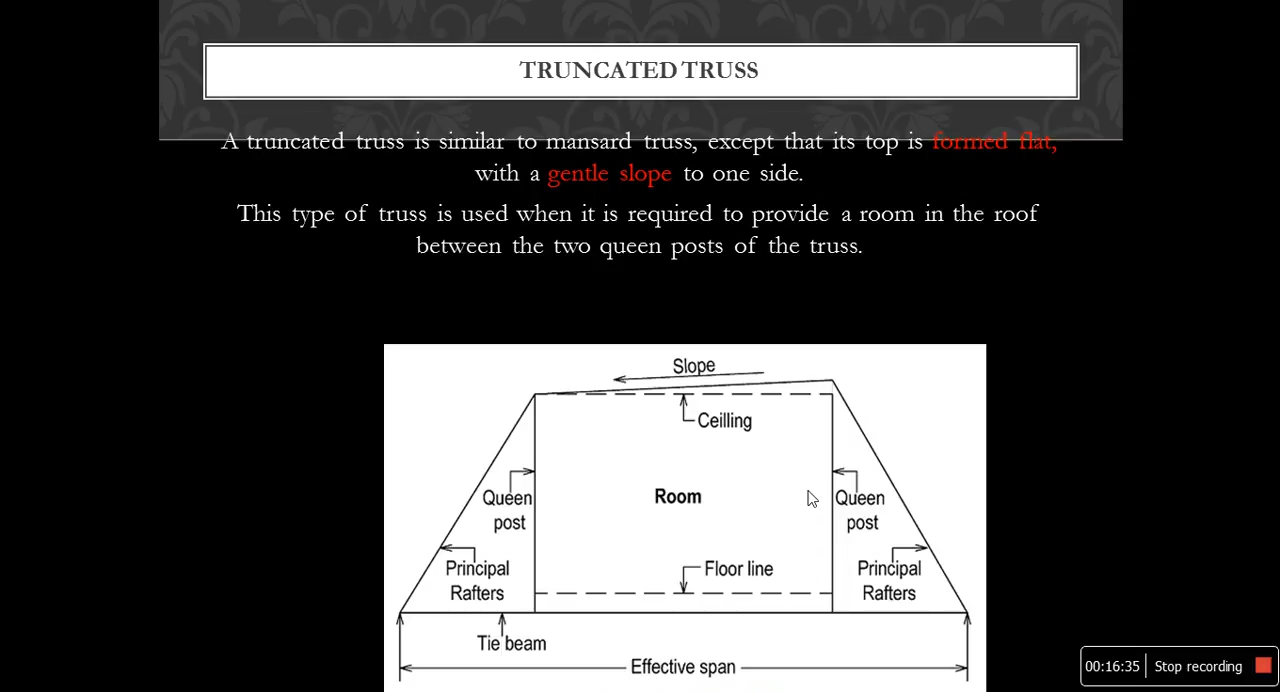 TRUNCATED TRUSS
A truncated truss is similar to mansard truss, except that its top is formed flat,
with a gentle slope to one side.
This type of truss is used when it is required to provide a room in the roof
between the two queen posts of the truss.
Slope
Ceilling
Queen
post
Room
Queen
post
Principal
Rafters
Floor line
Principal
Rafters
Tie beam
Effective span
00:16:35 Stop recording